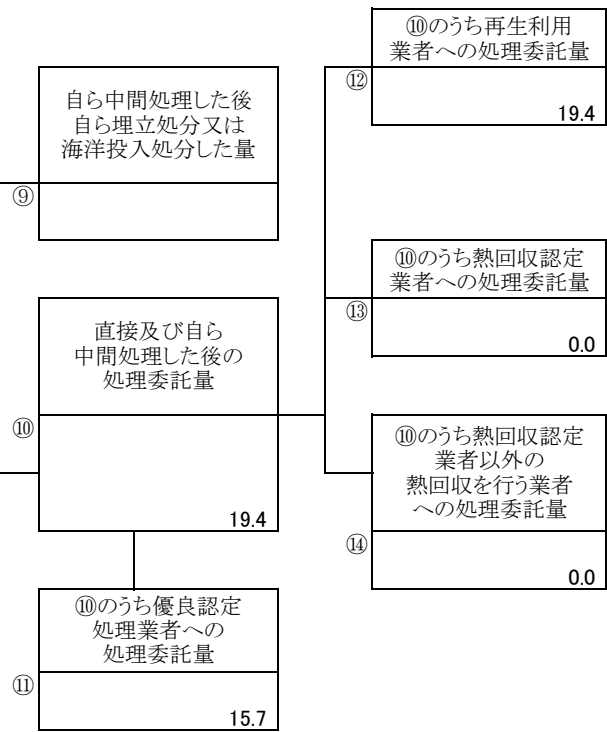 自ら中間処理した後
自ら埋立処分又は
海洋投入処分した量
⑨
直接及び自ら
中間処理した後の
処理委託量
⑩
19.4
⑩のうち優良認定
処理業者への
処理委託量
⑪
15.7
⑩のうち再生利用
業者への処理委託量
⑫
19.4
⑩のうち熱回収認定
業者への処理委託量
⑬
0.0
⑩のうち熱回収認定
業者以外の
熱回収を行う業者
への処理委託量
⑭
0.0